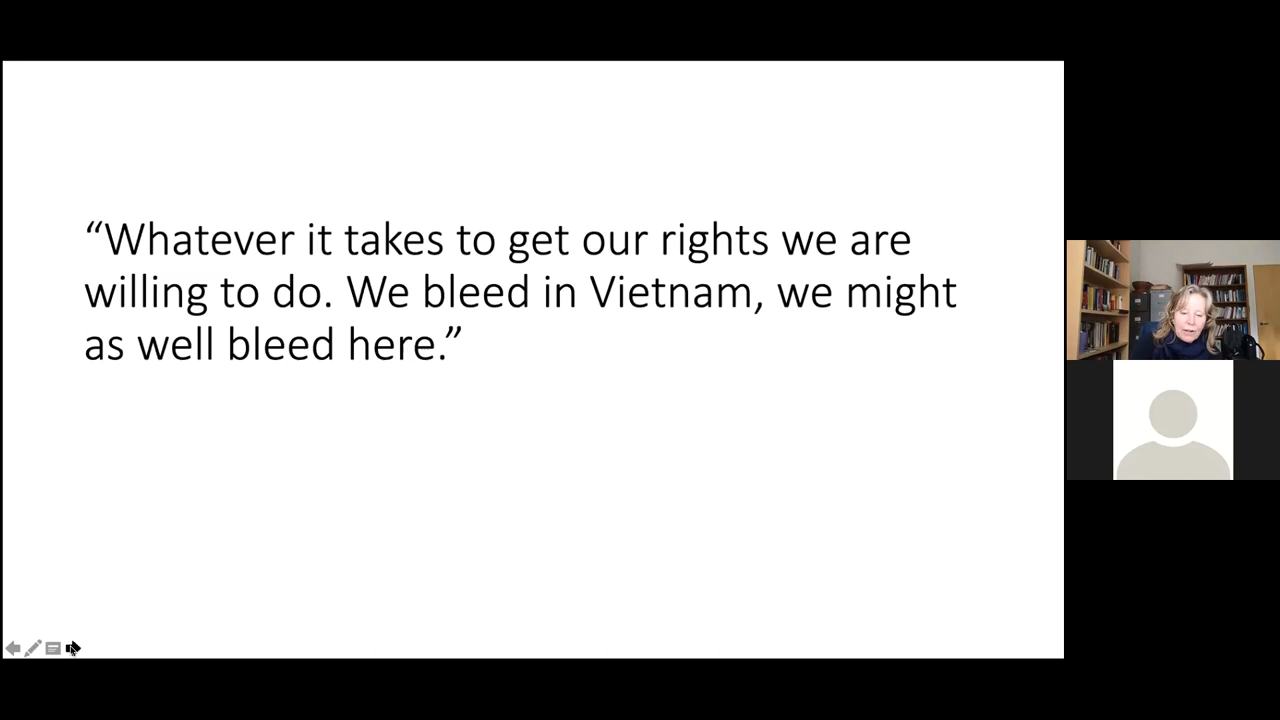 “Whatever it takes to get our rights we are
willing to do. We bleed in Vietnam, we might
as well bleed here.”